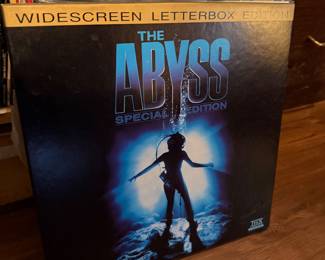 WIDESCREEN LETTERBOX EDITION
THE
ABYSS
SPECIAL EDITION
THX